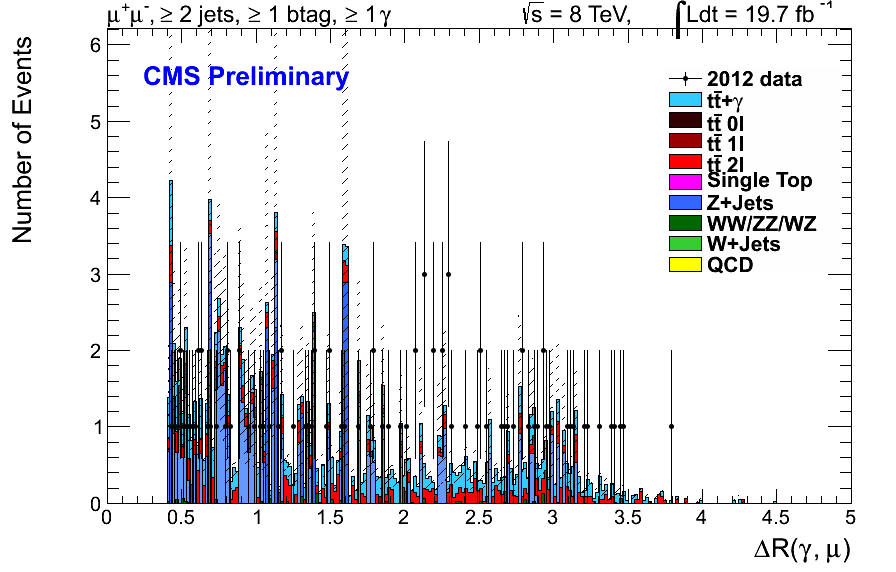 μ⁺μ⁻, ≥ 2 jets, ≥ 1 btag, ≥ 1 γ
√s = 8 TeV, ∫Ldt = 19.7 fb⁻¹
Number of Events
CMS Preliminary
2012 data
tt̄+γ
tt̄ 0l
tt̄ 1l
tt̄ 2l
Single Top
Z+Jets
WW/ZZ/WZ
W+Jets
QCD
6
5
4
3
2
1
0
0 0.5 1 1.5 2 2.5 3 3.5 4 4.5 5
ΔR(γ, μ)